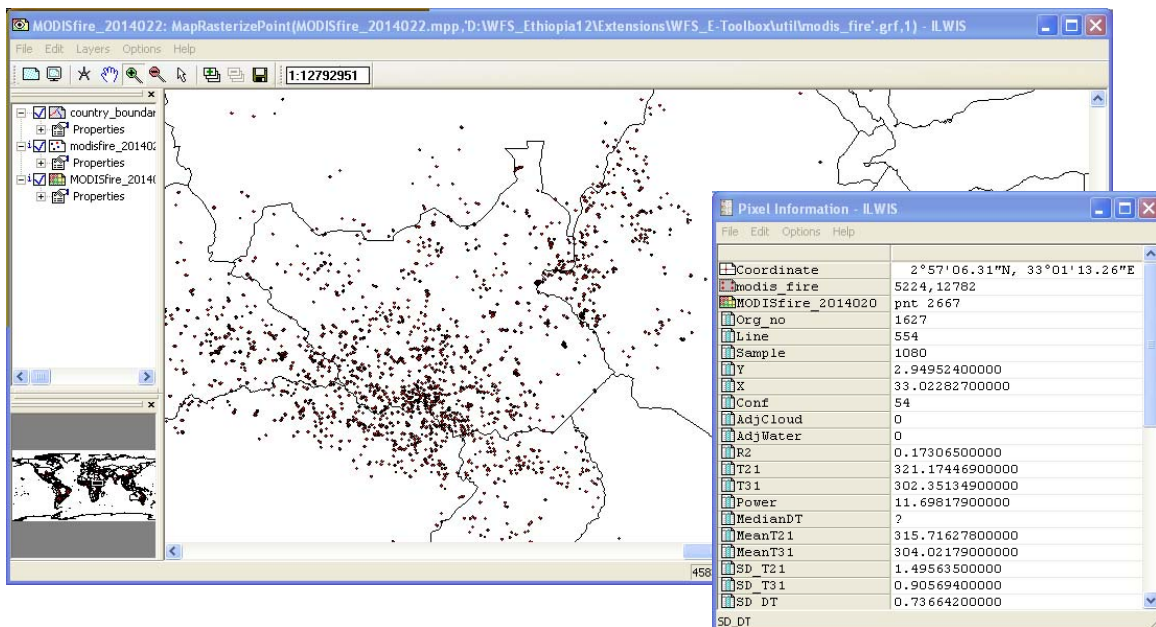 MODISfire_2014022: MapRasterizePoint(MODISfire_2014022.mpp,'D:\WFS_Ethiopia12\Extensions\WFS_E-Toolbox\util\modis_fire'.grf,1) - ILWIS
File Edit Layers Options Help
1:12792951
country_boundar
Properties
modisfire_201402
Properties
MODISfire_20140
Properties
458
Pixel Information - ILWIS
File Edit Options Help
Coordinate 2°57'06.31"N, 33°01'13.26"E
modis_fire 5224,12782
MODISfire_2014020 pnt 2667
Org_no 1627
Line 554
Sample 1080
Y 2.94952400000
X 33.02282700000
Conf 54
AdjCloud 0
AdjWater 0
R2 0.17306500000
T21 321.17446900000
T31 302.35134900000
Power 11.69817900000
MedianDT ?
MeanT21 315.71627800000
MeanT31 304.02179000000
SD_T21 1.49563500000
SD_T31 0.90569400000
SD_DT 0.73664200000
SD_DT